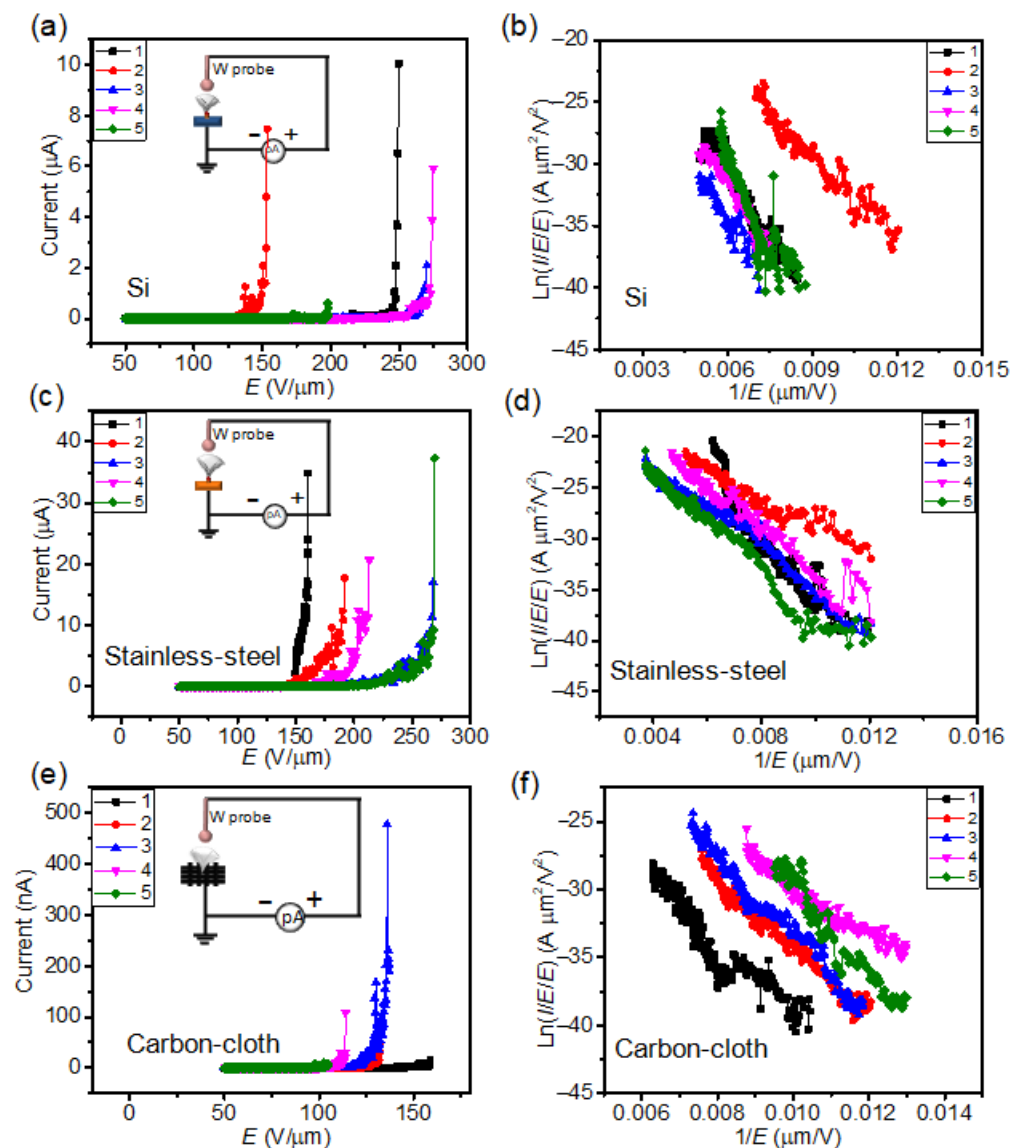 (a)
1
2
3
4
5
W probe
pA
− +
Si
Current (μA)
10
8
6
4
2
0
50 100 150 200 250 300
E (V/μm)
(b)
1
2
3
4
5
Si
Ln(I/E/E) (A μm²/V²)
−20
−25
−30
−35
−40
−45
0.003 0.006 0.009 0.012 0.015
1/E (μm/V)
(c)
1
2
3
4
5
W probe
pA
− +
Stainless-steel
Current (μA)
40
30
20
10
0
0 50 100 150 200 250 300
E (V/μm)
(d)
1
2
3
4
5
Stainless-steel
Ln(I/E/E) (A μm²/V²)
−20
−25
−30
−35
−40
−45
0.004 0.008 0.012 0.016
1/E (μm/V)
(e)
1
2
3
4
5
W probe
− +
pA
Carbon-cloth
Current (nA)
500
400
300
200
100
0
0 50 100 150
E (V/μm)
(f)
1
2
3
4
5
Carbon-cloth
Ln(I/E/E) (A μm²/V²)
−25
−30
−35
−40
−45
0.006 0.008 0.010 0.012 0.014
1/E (μm/V)